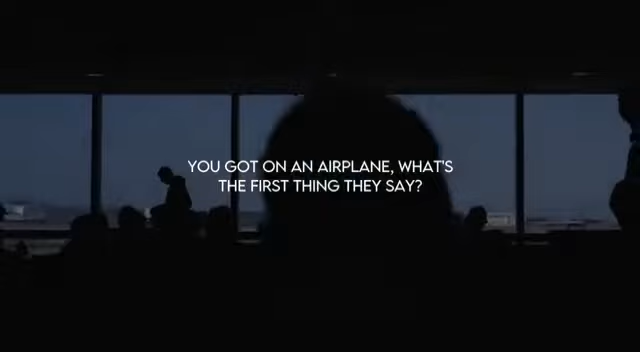 YOU GOT ON AN AIRPLANE, WHAT'S
THE FIRST THING THEY SAY?